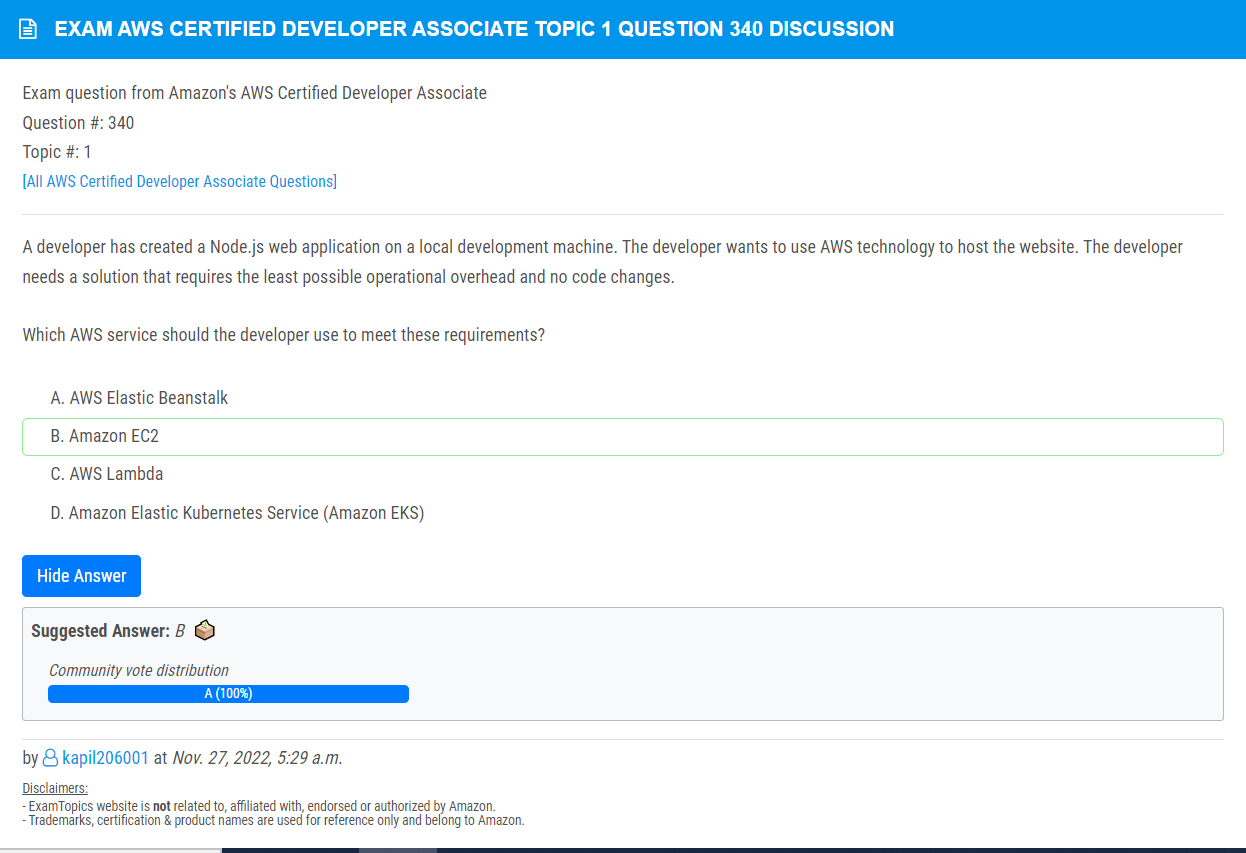 EXAM AWS CERTIFIED DEVELOPER ASSOCIATE TOPIC 1 QUESTION 340 DISCUSSION
Exam question from Amazon's AWS Certified Developer Associate
Question #: 340
Topic #: 1
[All AWS Certified Developer Associate Questions]
A developer has created a Node.js web application on a local development machine. The developer wants to use AWS technology to host the website. The developer
needs a solution that requires the least possible operational overhead and no code changes.
Which AWS service should the developer use to meet these requirements?
A. AWS Elastic Beanstalk
B. Amazon EC2
C. AWS Lambda
D. Amazon Elastic Kubernetes Service (Amazon EKS)
Hide Answer
Suggested Answer: B
Community vote distribution
A (100%)
by kapil206001 at Nov. 27, 2022, 5:29 a.m.
Disclaimers:
- ExamTopics website is not related to, affiliated with, endorsed or authorized by Amazon.
- Trademarks, certification & product names are used for reference only and belong to Amazon.